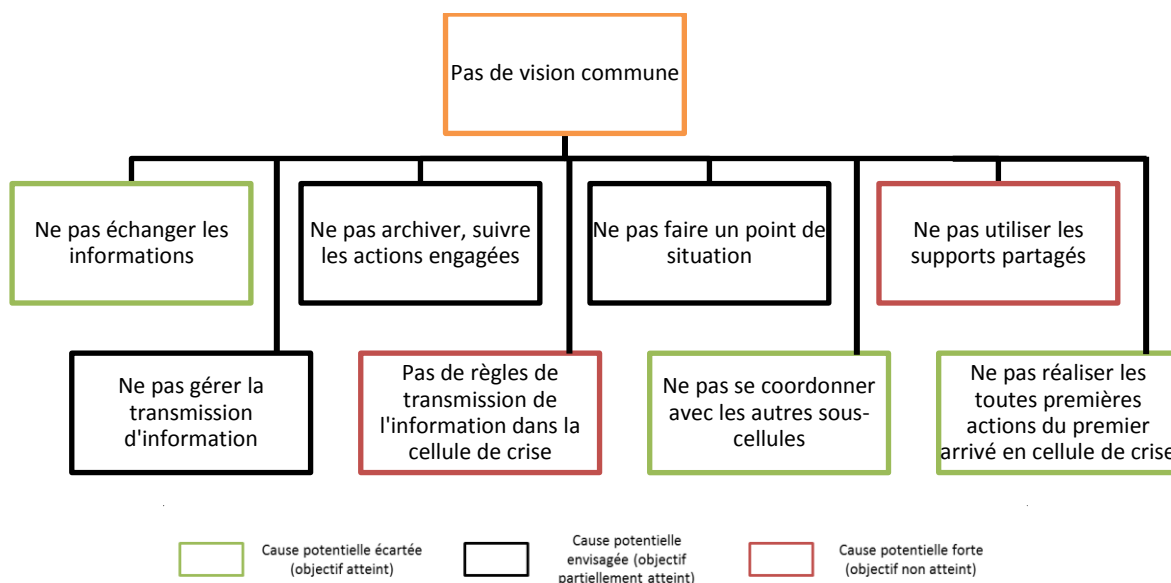 Pas de vision commune
Ne pas échanger les
informations
Ne pas archiver, suivre
les actions engagées
Ne pas faire un point de
situation
Ne pas utiliser les
supports partagés
Ne pas gérer la
transmission
d'information
Pas de règles de
transmission de
l'information dans la
cellule de crise
Ne pas se coordonner
avec les autres sous-
cellules
Ne pas réaliser les
toutes premières
actions du premier
arrivé en cellule de crise
Cause potentielle écartée
(objectif atteint)
Cause potentielle
envisagée (objectif
partiellement atteint)
Cause potentielle forte
(objectif non atteint)